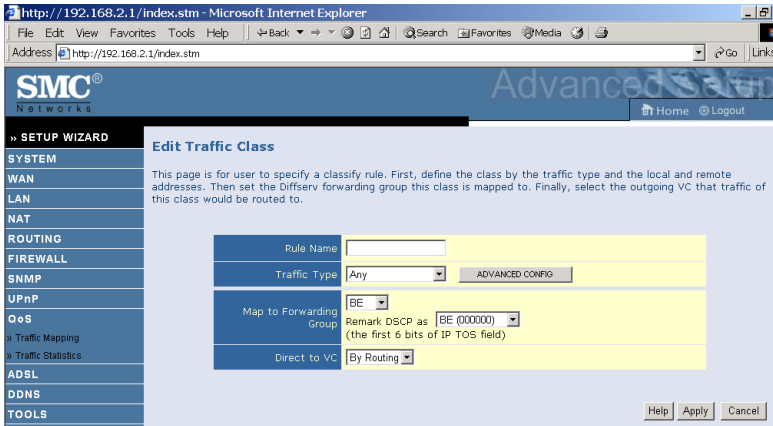 http://192.168.2.1/index.stm - Microsoft Internet Explorer
File Edit View Favorites Tools Help Back Search Favorites Media
Address http://192.168.2.1/index.stm Go Links
SMC®
Networks
Advanced Setup
Home Logout
» SETUP WIZARD
SYSTEM
WAN
LAN
NAT
ROUTING
FIREWALL
SNMP
UPnP
QoS
» Traffic Mapping
» Traffic Statistics
ADSL
DDNS
TOOLS
Edit Traffic Class
This page is for user to specify a classify rule. First, define the class by the traffic type and the local and remote
addresses. Then set the Diffserv forwarding group this class is mapped to. Finally, select the outgoing VC that traffic of
this class would be routed to.
Rule Name
Traffic Type Any ADVANCED CONFIG
Map to Forwarding
Group
BE
Remark DSCP as BE (000000)
(the first 6 bits of IP TOS field)
Direct to VC By Routing
Help Apply Cancel